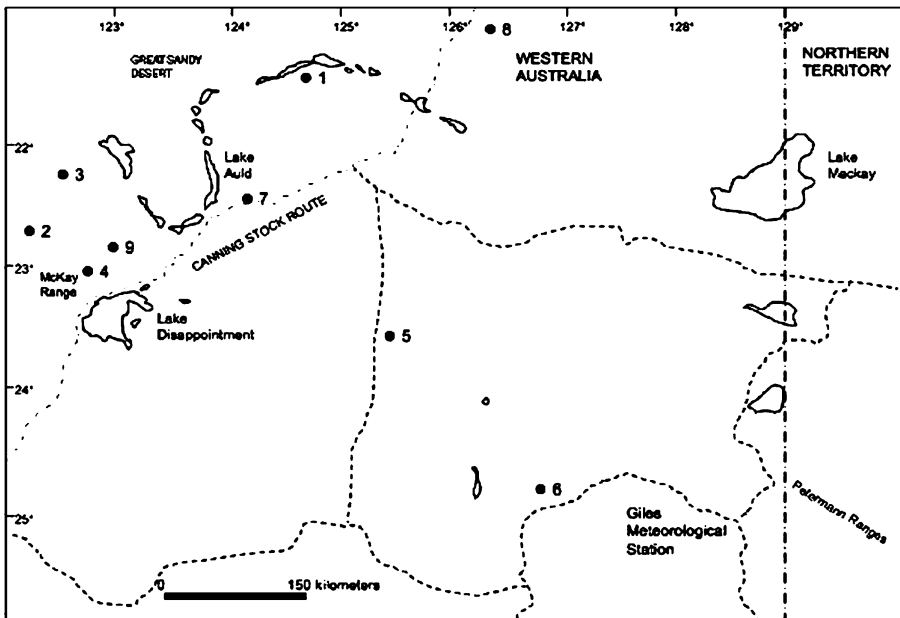 123° 124° 125° 126° 127° 128° 129°
8
GREAT SANDY
DESERT
WESTERN
AUSTRALIA
NORTHERN
TERRITORY
1
22°
Lake
Auld
Lake
Mackay
3
7
CANNING STOCK ROUTE
2
9
23°
4
McKay
Range
Lake
Disappointment
5
24°
6
Petermann Ranges
25°
Giles
Meteorological
Station
0 150 kilometers